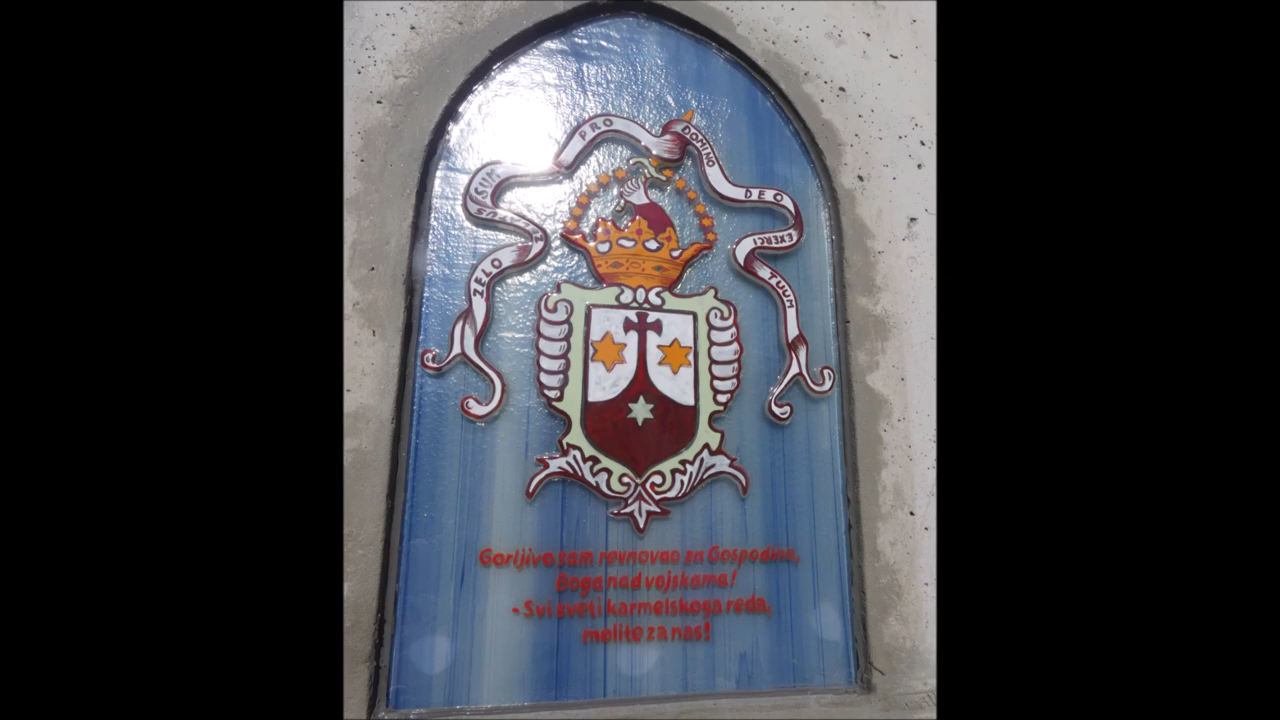 ZELO ZELATUS SUM PRO DOMINO DEO EXERCI TUUM
Gorljivo sam revnovao za Gospodina,
Boga nad vojskama!
- Svi sveti karmelskoga reda,
molite za nas!